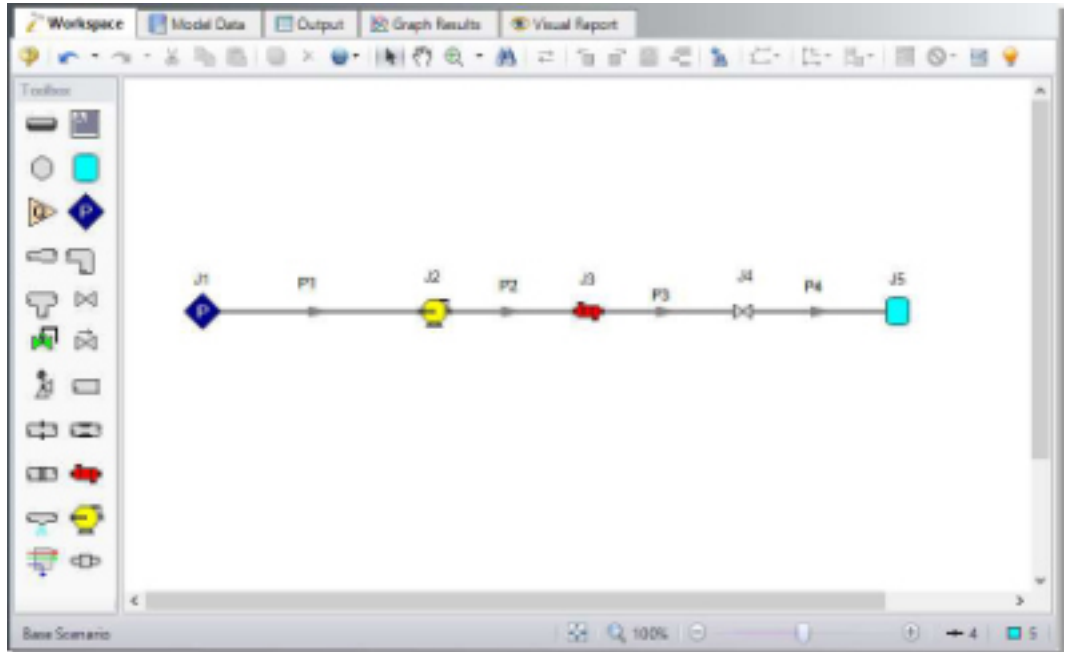 Workspace Model Data Output Graph Results Visual Report
Toolbox
J1 P1 J2 P2 J3 P3 J4 P4 J5
P
Base Scenario 100% 4 5